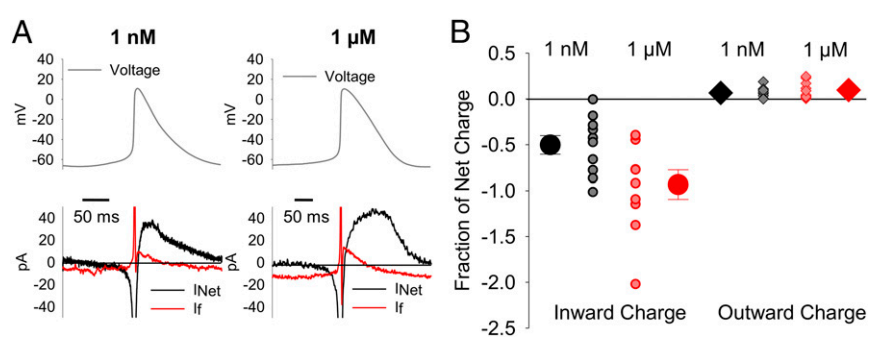 A
1 nM
1 µM
40
20
0
-20
-40
-60
mV
Voltage
40
20
0
-20
-40
-60
mV
Voltage
50 ms
50 ms
40
20
0
-20
-40
pA
INet
If
40
20
0
-20
-40
pA
INet
If
B
1 nM
1 µM
1 nM
1 µM
0.5
0.0
-0.5
-1.0
-1.5
-2.0
-2.5
Fraction of Net Charge
Inward Charge
Outward Charge